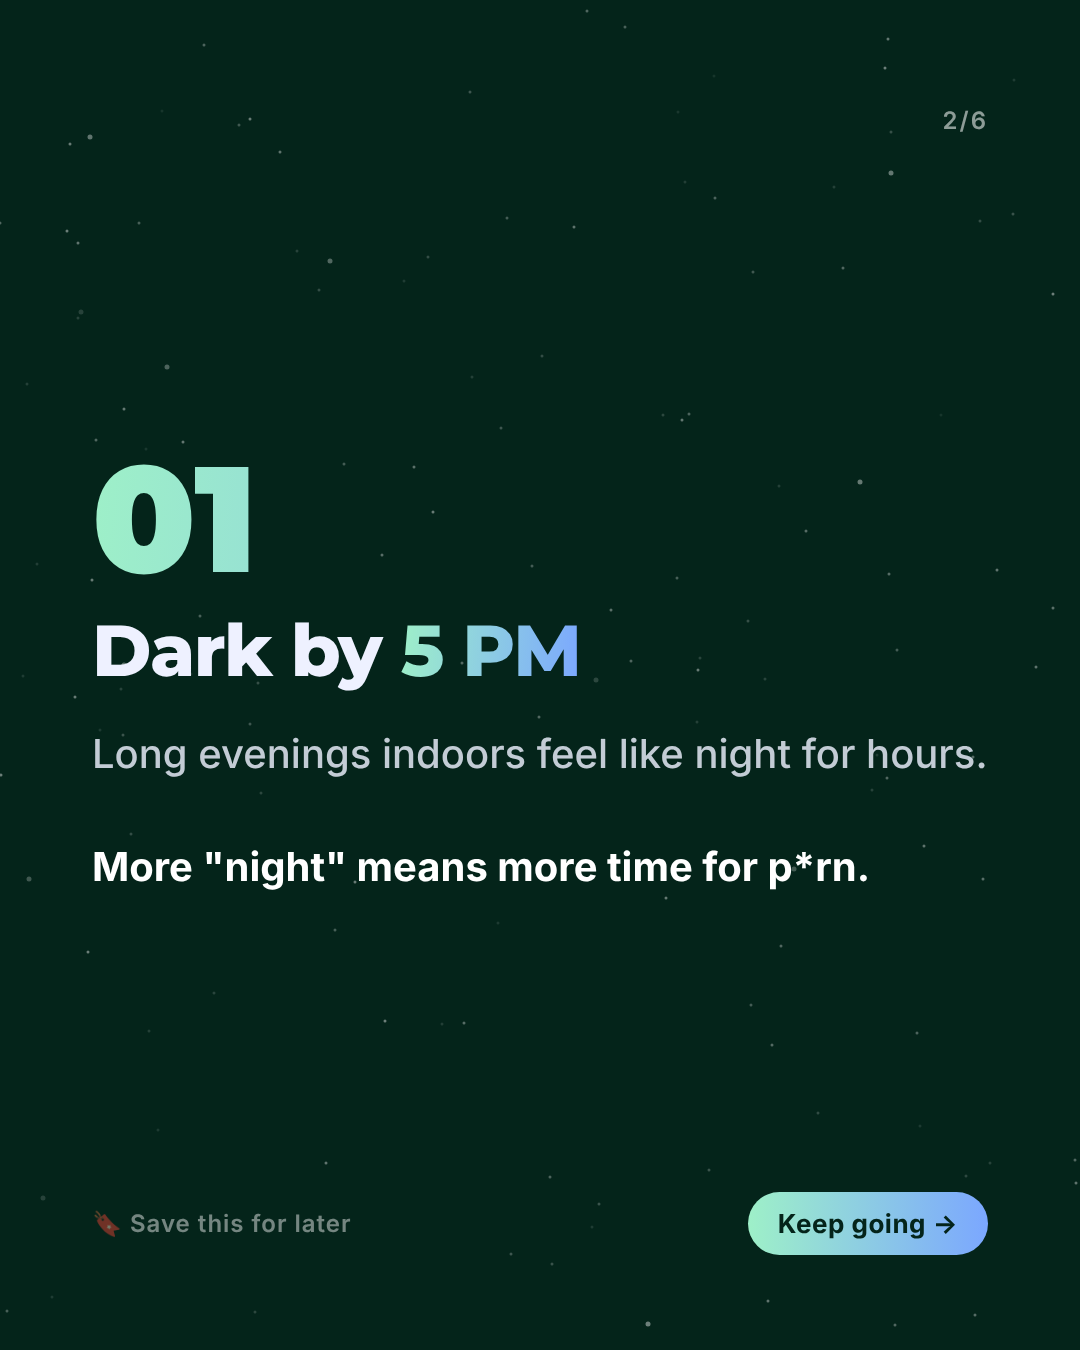 2/6
01
Dark by 5 PM
Long evenings indoors feel like night for hours.
More "night" means more time for p*rn.
🔖 Save this for later
Keep going →